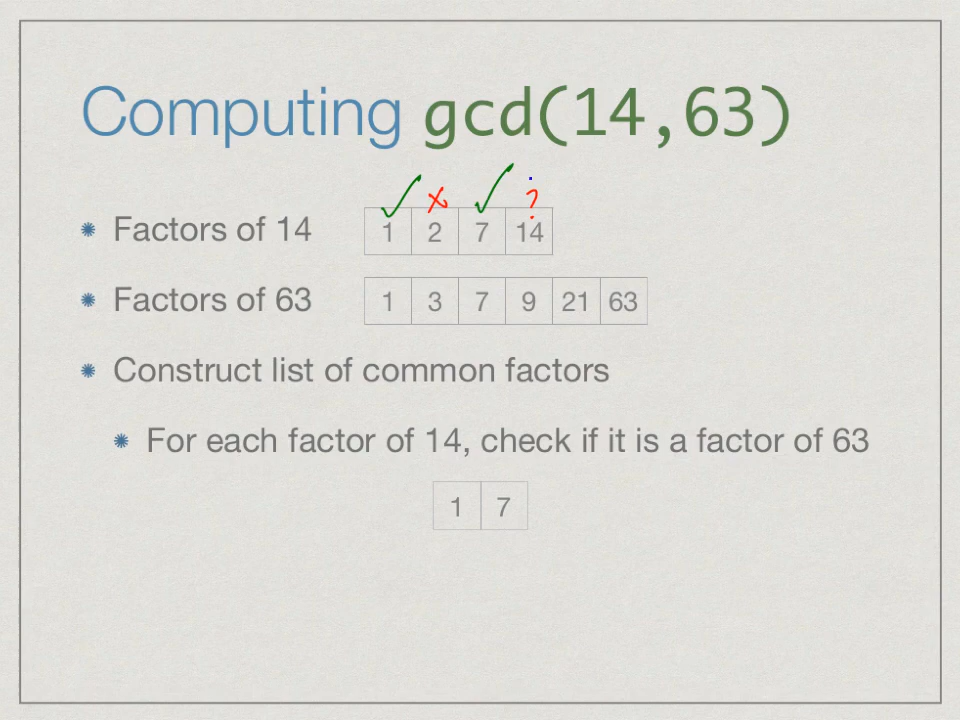 Computing gcd(14,63)
✓ × ✓ ?
Factors of 14 1 2 7 14
Factors of 63 1 3 7 9 21 63
Construct list of common factors
For each factor of 14, check if it is a factor of 63
1 7